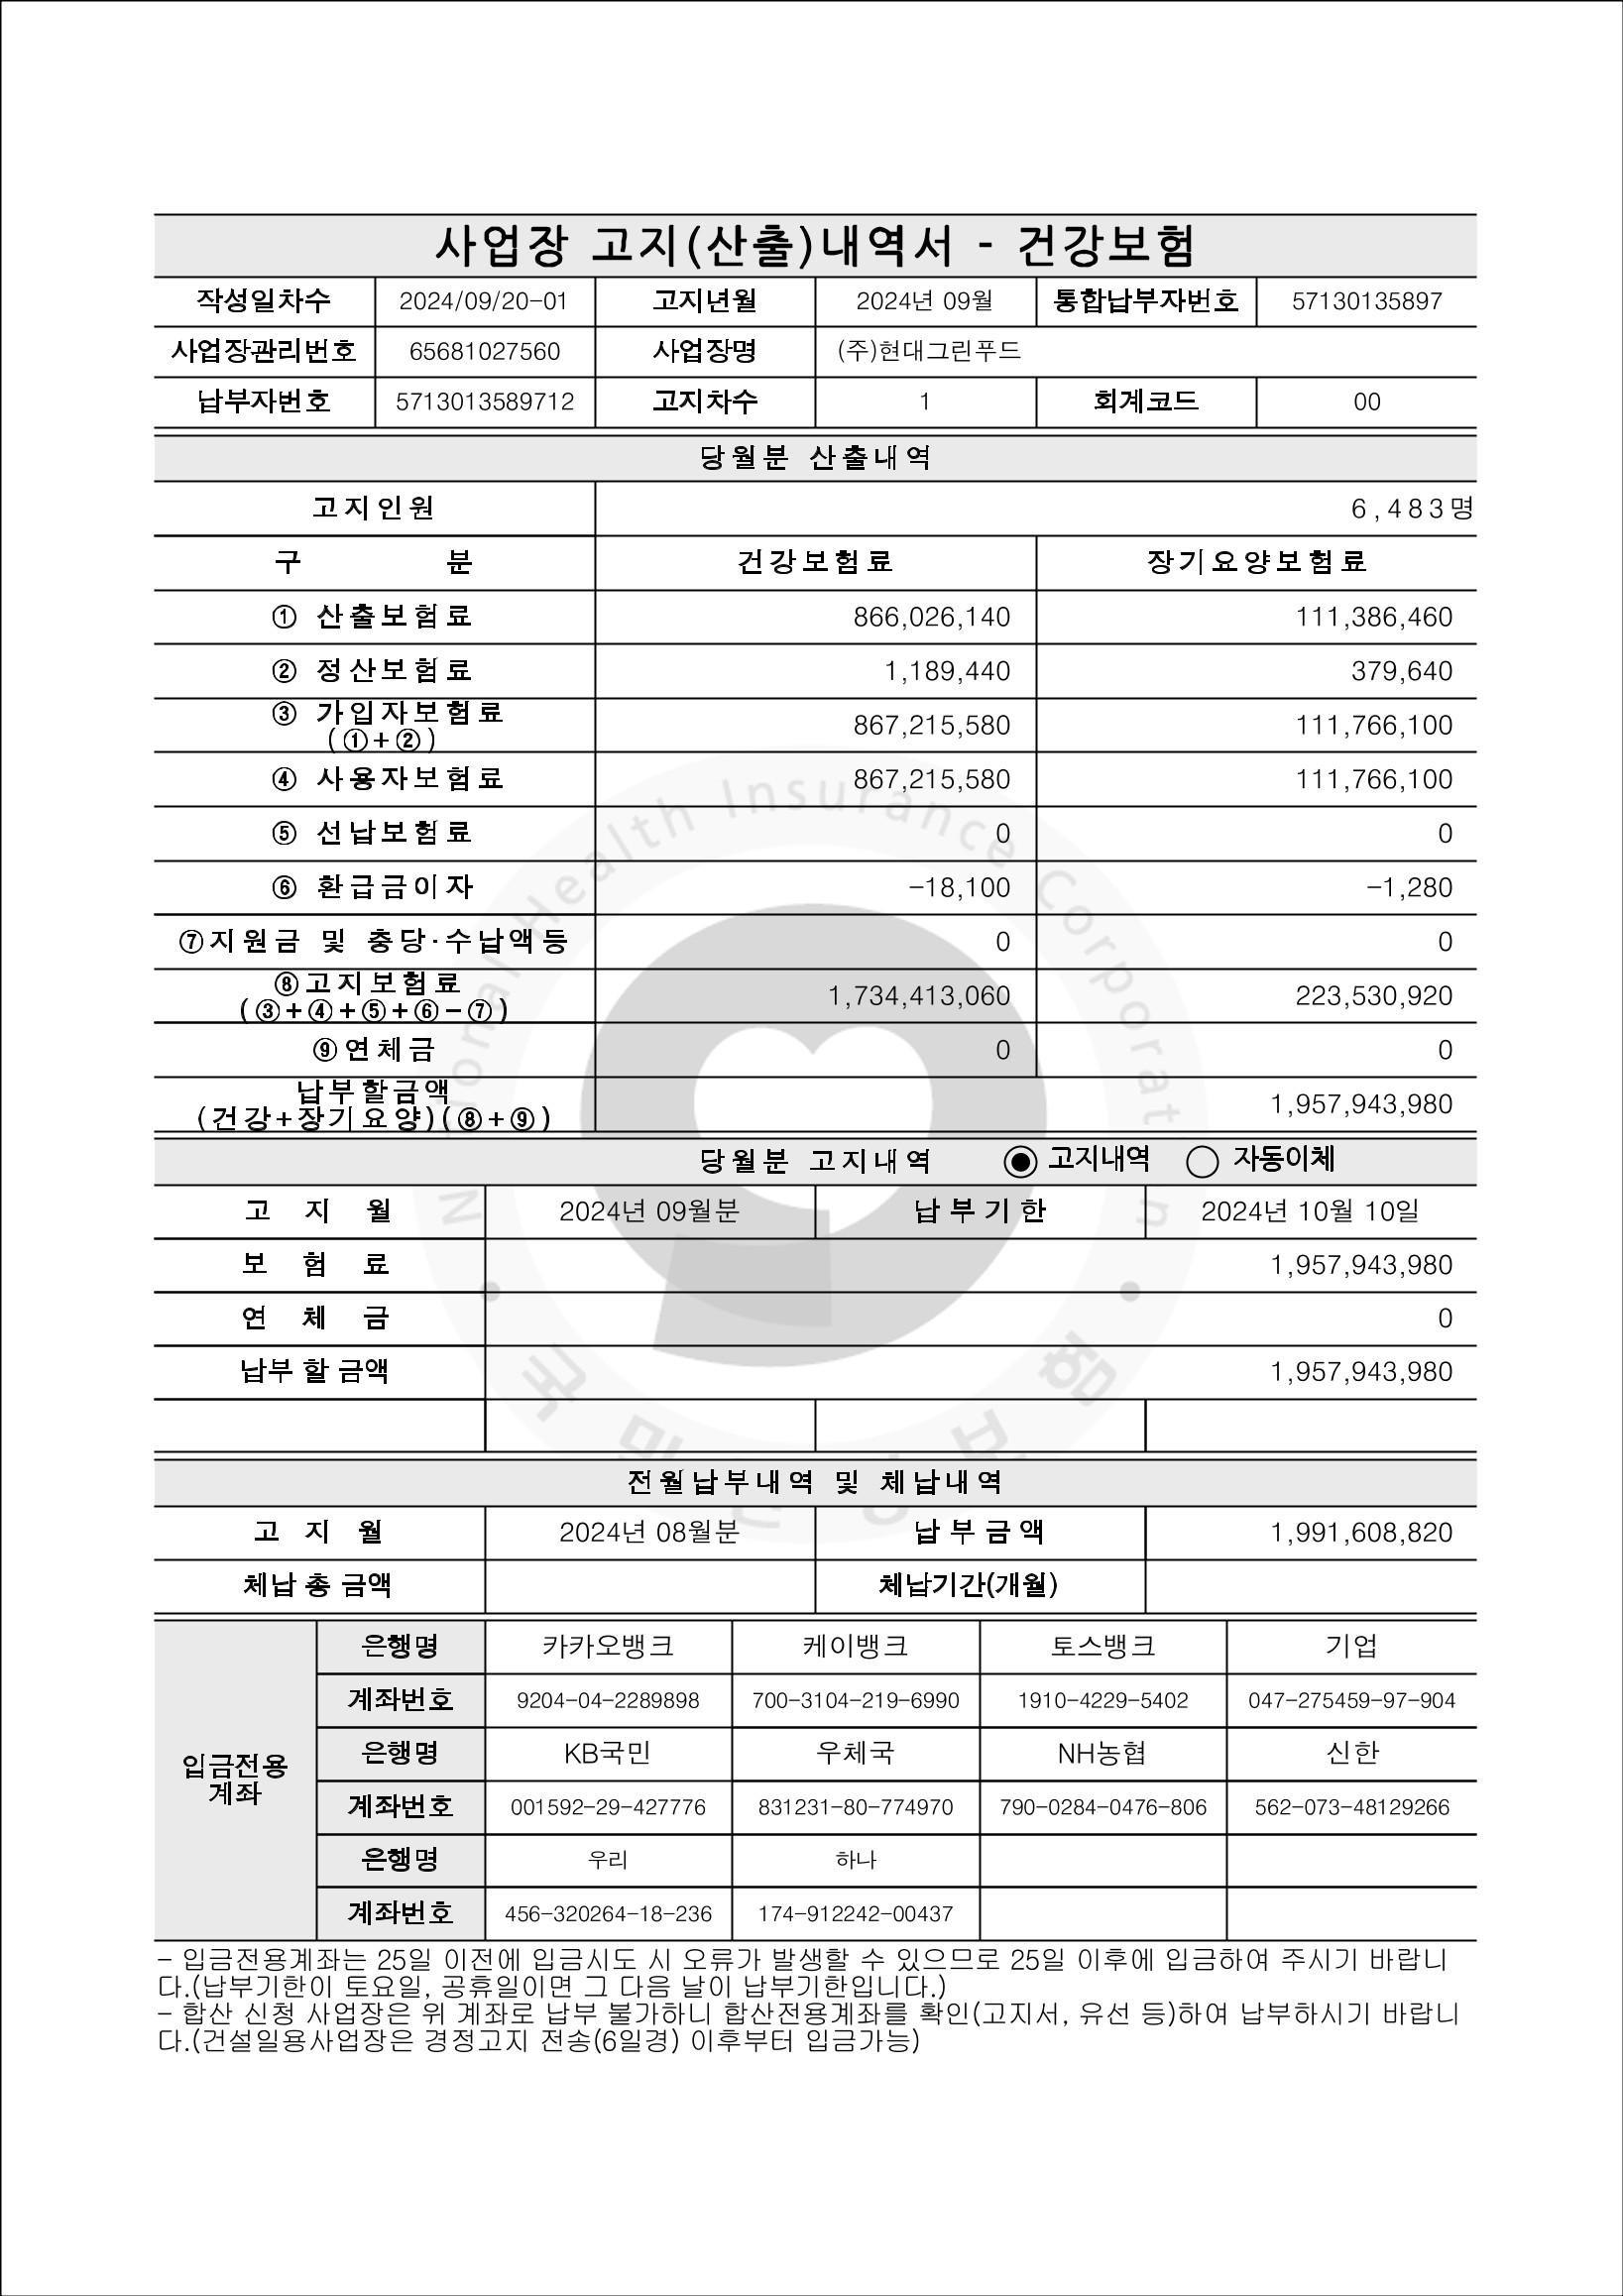 사업장 고지(산출)내역서 - 건강보험
작성일차수 2024/09/20-01 고지년월 2024년 09월 통합납부자번호 57130135897
사업장관리번호 65681027560 사업장명 (주)현대그린푸드
납부자번호 5713013589712 고지차수 1 회계코드 00
당월분 산출내역
고지인원 6,483명
구 분 건강보험료 장기요양보험료
① 산출보험료 866,026,140 111,386,460
② 정산보험료 1,189,440 379,640
③ 가입자보험료
(①+②) 867,215,580 111,766,100
④ 사용자보험료 867,215,580 111,766,100
⑤ 선납보험료 0 0
⑥ 환급금이자 -18,100 -1,280
⑦지원금 및 충당·수납액등 0 0
⑧고지보험료
(③+④+⑤+⑥-⑦) 1,734,413,060 223,530,920
⑨연체금 0 0
납부할금액
(건강+장기요양)(⑧+⑨) 1,957,943,980
당월분 고지내역 ◉ 고지내역 ○ 자동이체
고 지 월 2024년 09월분 납부기한 2024년 10월 10일
보 험 료 1,957,943,980
연 체 금 0
납부 할 금액 1,957,943,980
전월납부내역 및 체납내역
고 지 월 2024년 08월분 납부금액 1,991,608,820
체납 총 금액 체납기간(개월)
입금전용
계좌
은행명 카카오뱅크 케이뱅크 토스뱅크 기업
계좌번호 9204-04-2289898 700-3104-219-6990 1910-4229-5402 047-275459-97-904
은행명 KB국민 우체국 NH농협 신한
계좌번호 001592-29-427776 831231-80-774970 790-0284-0476-806 562-073-48129266
은행명 우리 하나
계좌번호 456-320264-18-236 174-912242-00437
- 입금전용계좌는 25일 이전에 입금시도 시 오류가 발생할 수 있으므로 25일 이후에 입금하여 주시기 바랍니
다.(납부기한이 토요일, 공휴일이면 그 다음 날이 납부기한입니다.)
- 합산 신청 사업장은 위 계좌로 납부 불가하니 합산전용계좌를 확인(고지서, 유선 등)하여 납부하시기 바랍니
다.(건설일용사업장은 경정고지 전송(6일경) 이후부터 입금가능)